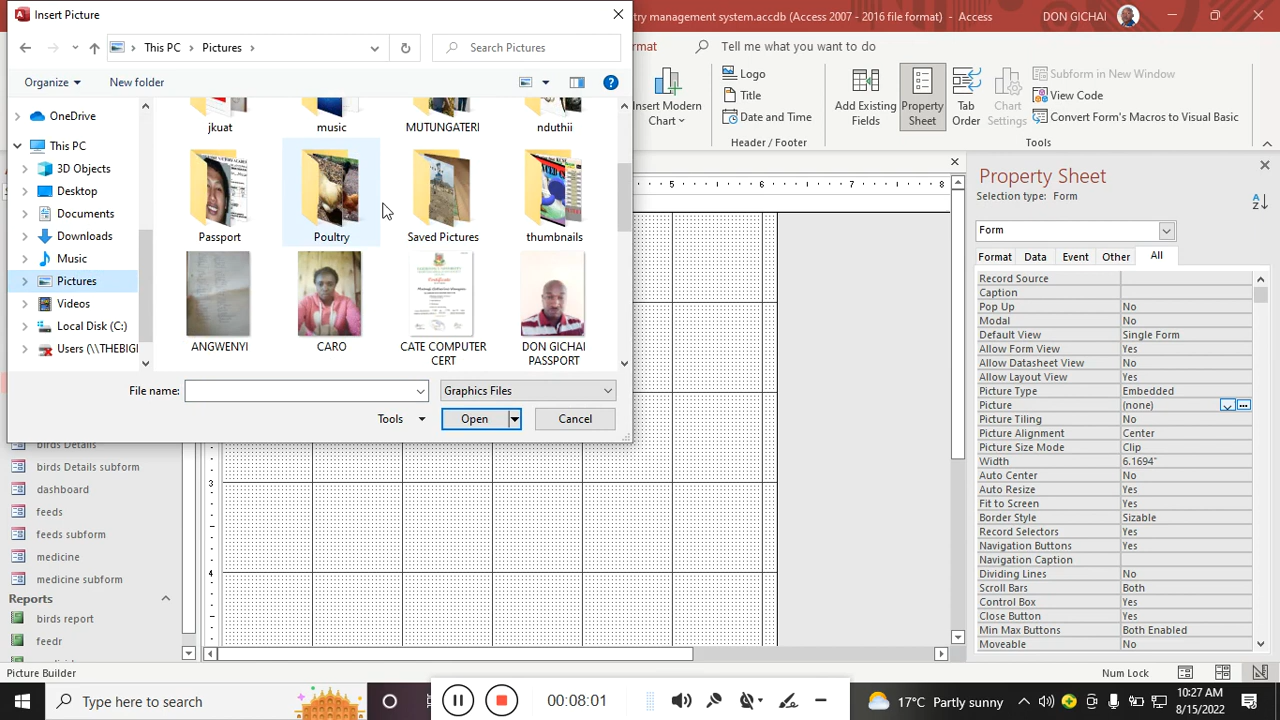 Insert Picture
try management system.accdb (Access 2007 - 2016 file format) - Access
DON GICHAI
This PC
Pictures
Search Pictures
mat
Tell me what you want to do
Organize
New folder
Insert Modern
Chart
Logo
Title
Date and Time
Header / Footer
Add Existing
Fields
Property
Sheet
Tab
Order
Chart
Settings
Subform in New Window
View Code
Convert Form's Macros to Visual Basic
Tools
OneDrive
This PC
3D Objects
Desktop
Documents
Downloads
Music
Pictures
Videos
Local Disk (C:)
Users (\\THEBIG
jkuat
music
MUTUNGATERI
nduthii
Passport
Poultry
Saved Pictures
thumbnails
ANGWENYI
CARO
CATE COMPUTER
CERT
DON GICHAI
PASSPORT
File name:
Graphics Files
Tools
Open
Cancel
birds Details
birds Details subform
dashboard
feeds
feeds subform
medicine
medicine subform
Reports
birds report
feedr
5
6
7
8
3
4
Property Sheet
Selection type: Form
Form
Format
Data
Event
Other
All
Record Source
Caption
Pop Up No
Modal No
Default View Single Form
Allow Form View Yes
Allow Datasheet View No
Allow Layout View Yes
Picture Type Embedded
Picture (none)
Picture Tiling No
Picture Alignment Center
Picture Size Mode Clip
Width 6.1694"
Auto Center No
Auto Resize Yes
Fit to Screen Yes
Border Style Sizable
Record Selectors Yes
Navigation Buttons Yes
Navigation Caption
Dividing Lines No
Scroll Bars Both
Control Box Yes
Close Button Yes
Min Max Buttons Both Enabled
Moveable No
Picture Builder
Num Lock
Type here to search
00:08:01
17°C Partly sunny
10:27 AM
8/15/2022